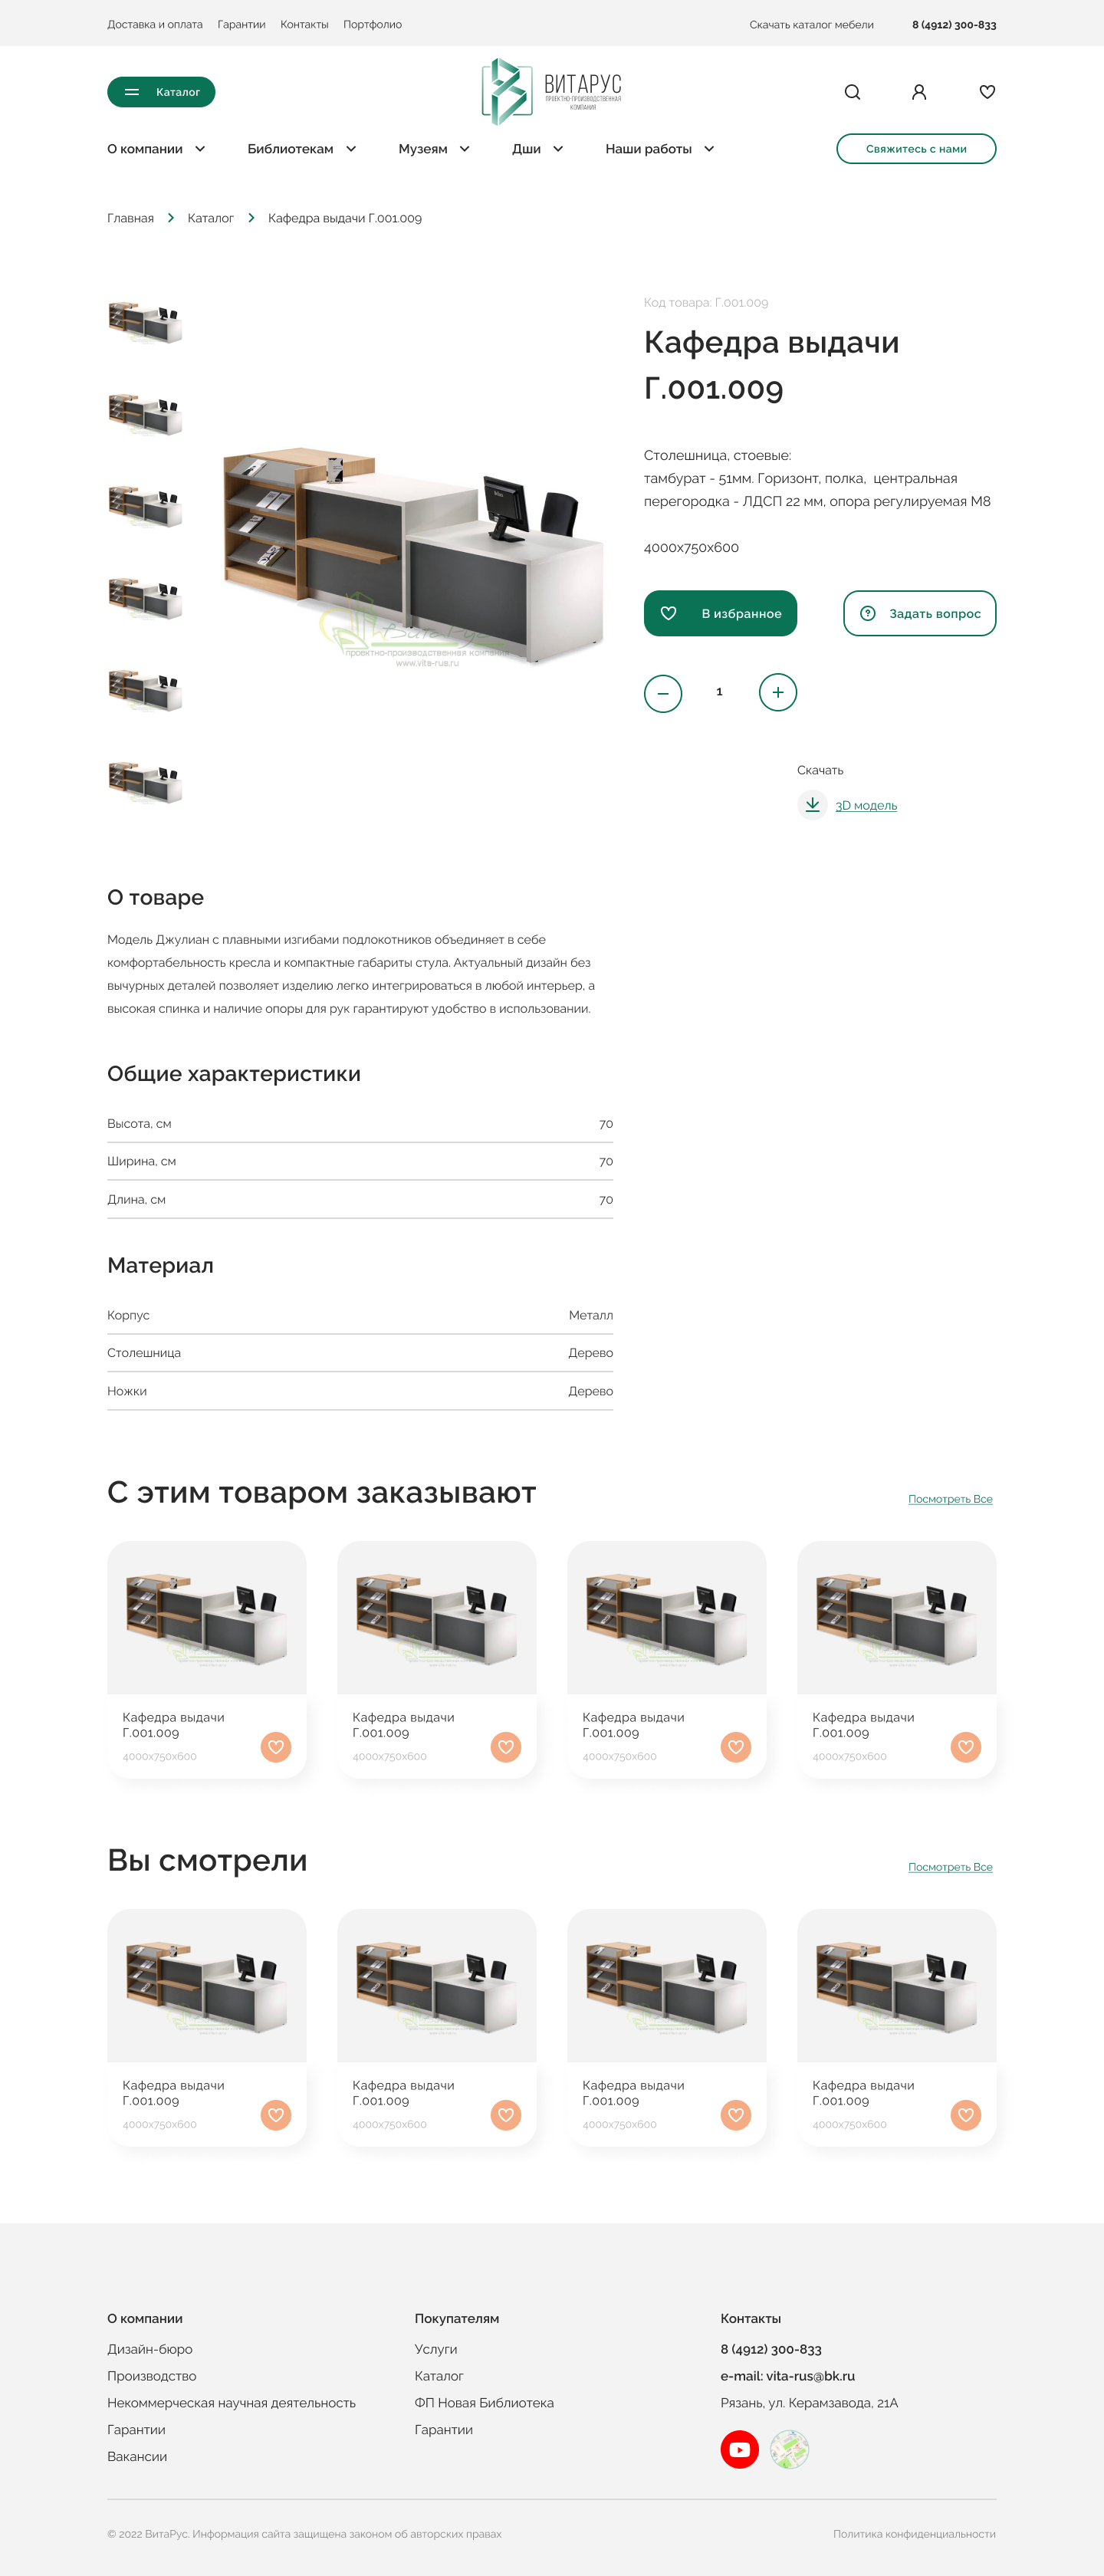 Доставка и оплата Гарантии Контакты Портфолио Скачать каталог мебели 8 (4912) 300-833
Каталог
ВИТАРУС
ПРОЕКТНО-ПРОИЗВОДСТВЕННАЯ
КОМПАНИЯ
О компании Библиотекам Музеям Дши Наши работы Свяжитесь с нами
Главная Каталог Кафедра выдачи Г.001.009
Код товара: Г.001.009
Кафедра выдачи
Г.001.009
Столешница, стоевые:
тамбурат - 51мм. Горизонт, полка, центральная
перегородка - ЛДСП 22 мм, опора регулируемая М8
4000х750х600
ВитаРус
проектно-производственная компания
www.vita-rus.ru
В избранное Задать вопрос
1
Скачать
3D модель
О товаре
Модель Джулиан с плавными изгибами подлокотников объединяет в себе
комфортабельность кресла и компактные габариты стула. Актуальный дизайн без
вычурных деталей позволяет изделию легко интегрироваться в любой интерьер, а
высокая спинка и наличие опоры для рук гарантируют удобство в использовании.
Общие характеристики
Высота, см 70
Ширина, см 70
Длина, см 70
Материал
Корпус Металл
Столешница Дерево
Ножки Дерево
С этим товаром заказывают Посмотреть Все
Кафедра выдачи Кафедра выдачи Кафедра выдачи Кафедра выдачи
Г.001.009 Г.001.009 Г.001.009 Г.001.009
4000х750х600 4000х750х600 4000х750х600 4000х750х600
Вы смотрели Посмотреть Все
Кафедра выдачи Кафедра выдачи Кафедра выдачи Кафедра выдачи
Г.001.009 Г.001.009 Г.001.009 Г.001.009
4000х750х600 4000х750х600 4000х750х600 4000х750х600
О компании Покупателям Контакты
Дизайн-бюро Услуги 8 (4912) 300-833
Производство Каталог e-mail: vita-rus@bk.ru
Некоммерческая научная деятельность ФП Новая Библиотека Рязань, ул. Керамзавода, 21А
Гарантии Гарантии
Вакансии
© 2022 ВитаРус. Информация сайта защищена законом об авторских правах Политика конфиденциальности